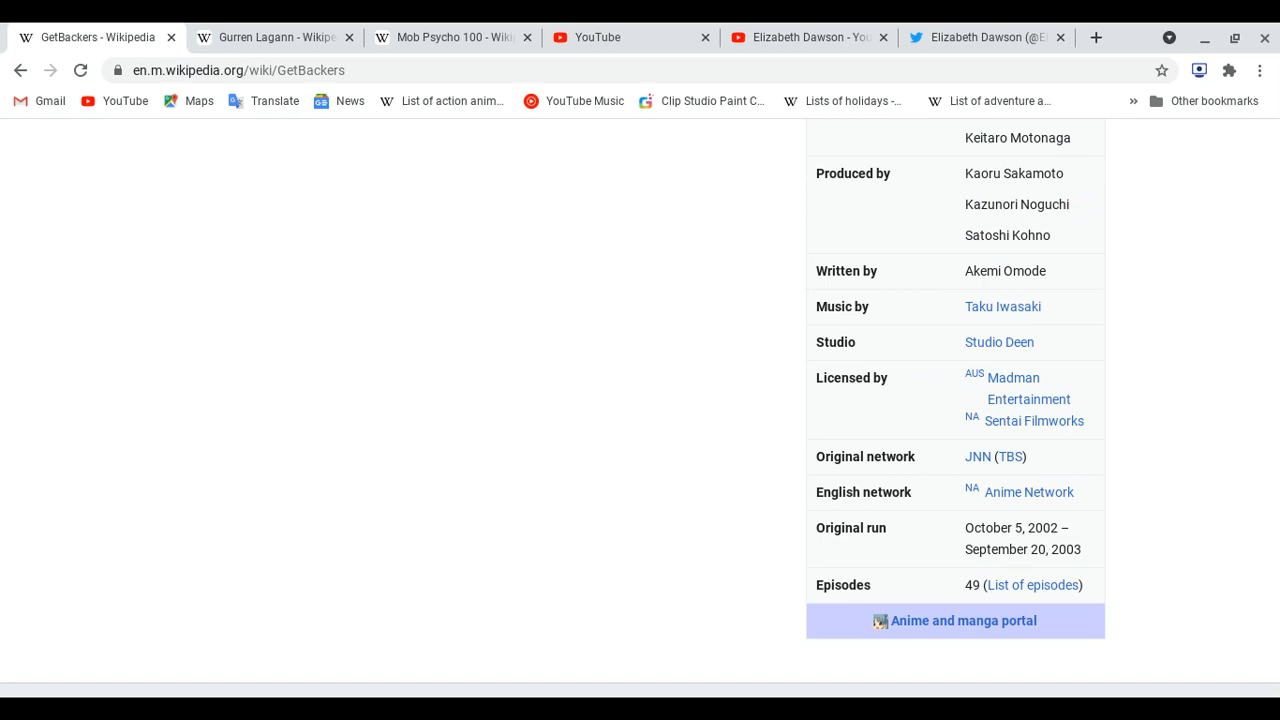 GetBackers - Wikipedia
Gurren Lagann - Wikipe
Mob Psycho 100 - Wiki
YouTube
Elizabeth Dawson - You
Elizabeth Dawson (@El
en.m.wikipedia.org/wiki/GetBackers
Gmail
YouTube
Maps
Translate
News
List of action anim...
YouTube Music
Clip Studio Paint C...
Lists of holidays -...
List of adventure a...
»
Other bookmarks
Keitaro Motonaga
Produced by Kaoru Sakamoto
Kazunori Noguchi
Satoshi Kohno
Written by Akemi Omode
Music by Taku Iwasaki
Studio Studio Deen
Licensed by AUS Madman
Entertainment
NA Sentai Filmworks
Original network JNN (TBS)
English network NA Anime Network
Original run October 5, 2002 –
September 20, 2003
Episodes 49 (List of episodes)
Anime and manga portal